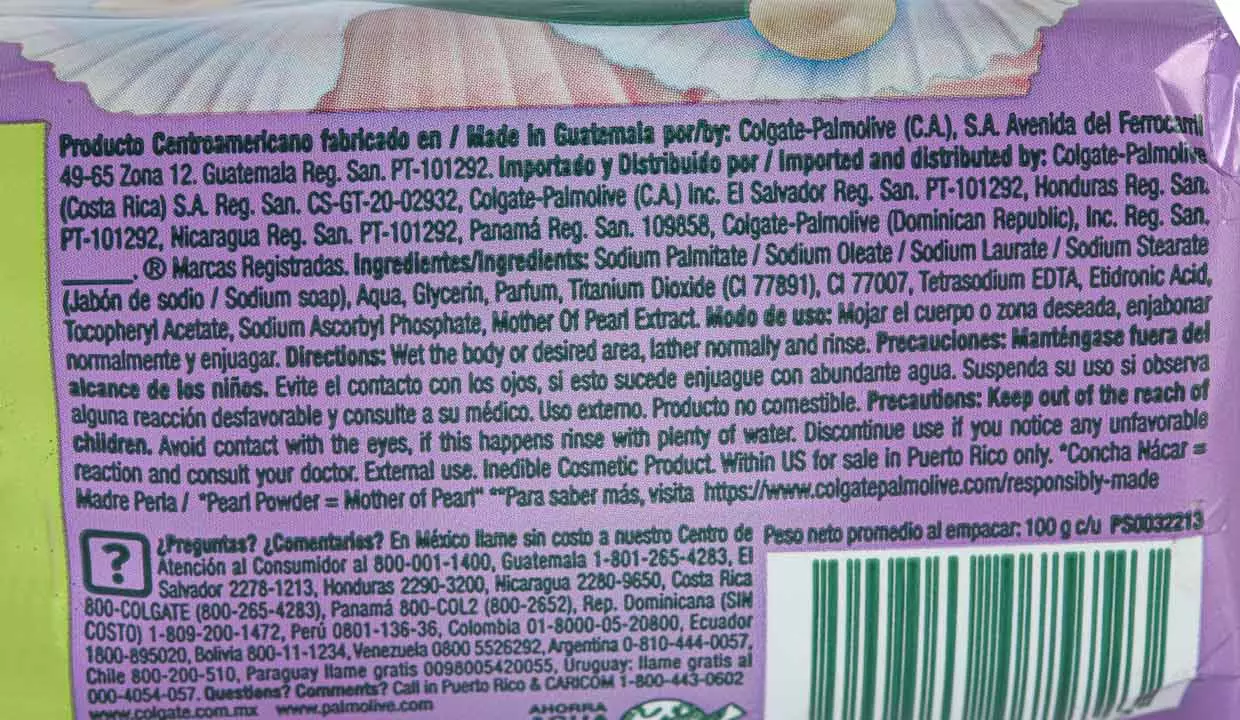 Producto Centroamericano fabricado en / Made in Guatemala por/by: Colgate-Palmolive (C.A.), S.A. Avenida del Ferrocarril
49-65 Zona 12. Guatemala Reg. San. PT-101292. Importado y Distribuido por / Imported and distributed by: Colgate-Palmolive
(Costa Rica) S.A. Reg. San. CS-GT-20-02932, Colgate-Palmolive (C.A.) Inc. El Salvador Reg. San. PT-101292, Honduras Reg. San.
PT-101292, Nicaragua Reg. San. PT-101292, Panamá Reg. San. 109858, Colgate-Palmolive (Dominican Republic), Inc. Reg. San.
______. ® Marcas Registradas. Ingredientes/Ingredients: Sodium Palmitate / Sodium Oleate / Sodium Laurate / Sodium Stearate
(Jabón de sodio / Sodium soap), Aqua, Glycerin, Parfum, Titanium Dioxide (CI 77891), CI 77007, Tetrasodium EDTA, Etidronic Acid,
Tocopheryl Acetate, Sodium Ascorbyl Phosphate, Mother Of Pearl Extract. Modo de uso: Mojar el cuerpo o zona deseada, enjabonar
normalmente y enjuagar. Directions: Wet the body or desired area, lather normally and rinse. Precauciones: Manténgase fuera del
alcance de los niños. Evite el contacto con los ojos, si esto sucede enjuague con abundante agua. Suspenda su uso si observa
alguna reacción desfavorable y consulte a su médico. Uso externo. Producto no comestible. Precautions: Keep out of the reach of
children. Avoid contact with the eyes, if this happens rinse with plenty of water. Discontinue use if you notice any unfavorable
reaction and consult your doctor. External use. Inedible Cosmetic Product. Within US for sale in Puerto Rico only. *Concha Nácar =
Madre Perla / "Pearl Powder = Mother of Pearl" **Para saber más, visita https://www.colgatepalmolive.com/responsibly-made
¿Preguntas? ¿Comentarios? En México llame sin costo a nuestro Centro de
Atención al Consumidor al 800-001-1400, Guatemala 1-801-265-4283, El
Salvador 2278-1213, Honduras 2290-3200, Nicaragua 2280-9650, Costa Rica
800-COLGATE (800-265-4283), Panamá 800-COL2 (800-2652), Rep. Dominicana (SIN
COSTO) 1-809-200-1472, Perú 0801-136-36, Colombia 01-8000-05-20800, Ecuador
1800-895020, Bolivia 800-11-1234, Venezuela 0800 5526292, Argentina 0-810-444-0057,
Chile 800-200-510, Paraguay llame gratis 0098005420055, Uruguay: llame gratis al
000-4054-057. Questions? Comments? Call in Puerto Rico & CARICOM 1-800-443-0602
www.colgate.com.mx www.palmolive.com
Peso neto promedio al empacar: 100 g c/u PS0032213
AHORRA
AGUA